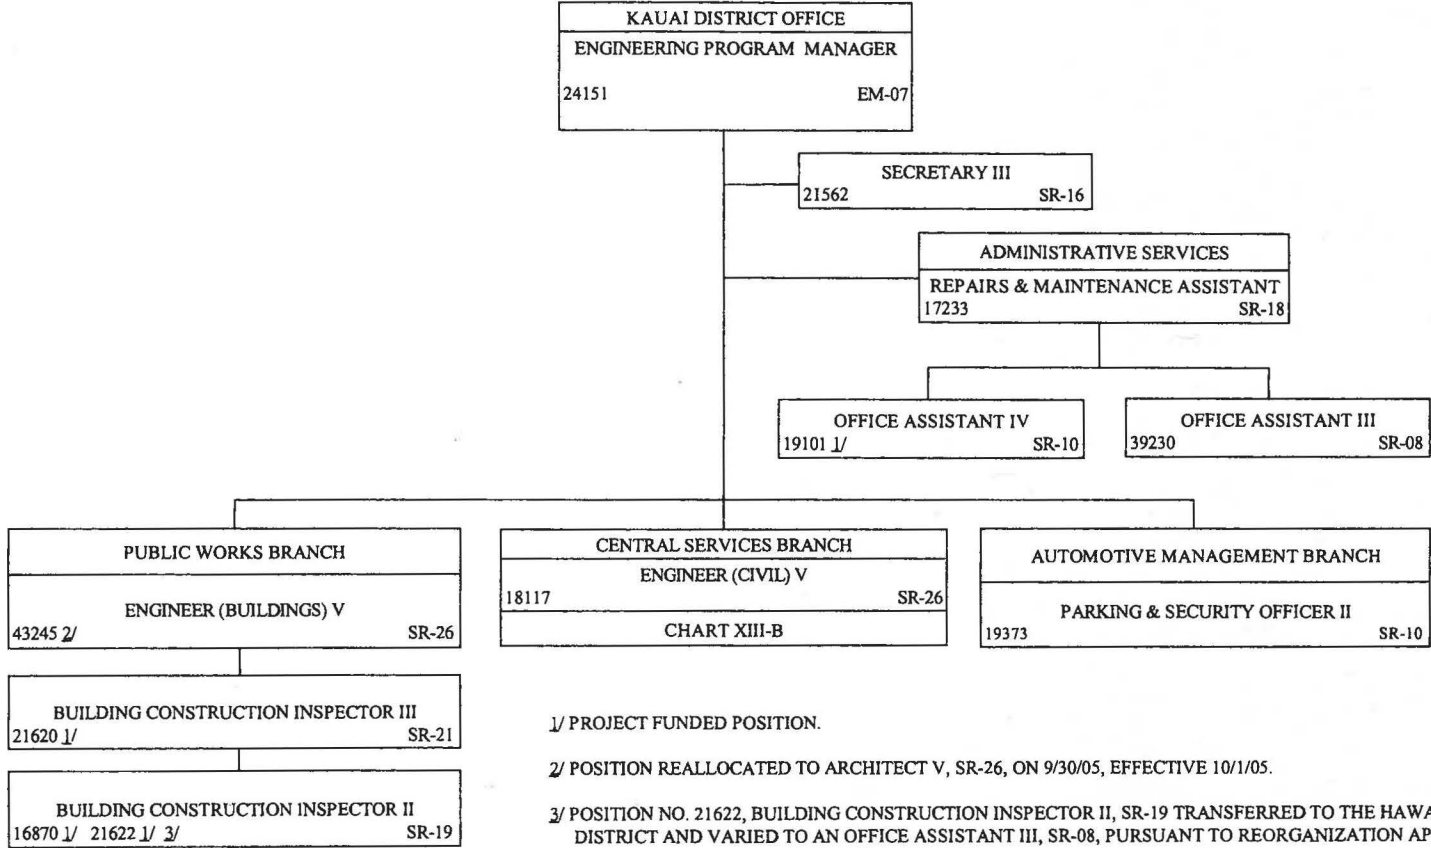 KAUAI DISTRICT OFFICE
ENGINEERING PROGRAM MANAGER
24151 EM-07
SECRETARY III
21562 SR-16
ADMINISTRATIVE SERVICES
REPAIRS & MAINTENANCE ASSISTANT
17233 SR-18
OFFICE ASSISTANT IV
19101 1/ SR-10
OFFICE ASSISTANT III
39230 SR-08
PUBLIC WORKS BRANCH
ENGINEER (BUILDINGS) V
43245 2/ SR-26
CENTRAL SERVICES BRANCH
ENGINEER (CIVIL) V
18117 SR-26
CHART XIII-B
AUTOMOTIVE MANAGEMENT BRANCH
PARKING & SECURITY OFFICER II
19373 SR-10
BUILDING CONSTRUCTION INSPECTOR III
21620 1/ SR-21
BUILDING CONSTRUCTION INSPECTOR II
16870 1/ 21622 1/ 3/ SR-19
1/ PROJECT FUNDED POSITION.
2/ POSITION REALLOCATED TO ARCHITECT V, SR-26, ON 9/30/05, EFFECTIVE 10/1/05.
3/ POSITION NO. 21622, BUILDING CONSTRUCTION INSPECTOR II, SR-19 TRANSFERRED TO THE HAWA
DISTRICT AND VARIED TO AN OFFICE ASSISTANT III, SR-08, PURSUANT TO REORGANIZATION AP